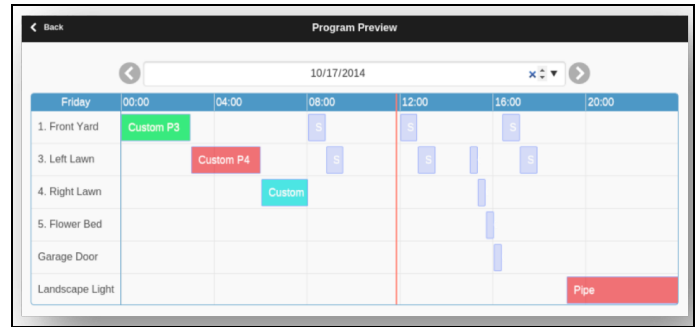 Back
Program Preview
10/17/2014
Friday 00:00 04:00 08:00 12:00 16:00 20:00
1. Front Yard Custom P3 S S S
3. Left Lawn Custom P4 S S S
4. Right Lawn Custom
5. Flower Bed
Garage Door
Landscape Light Pipe